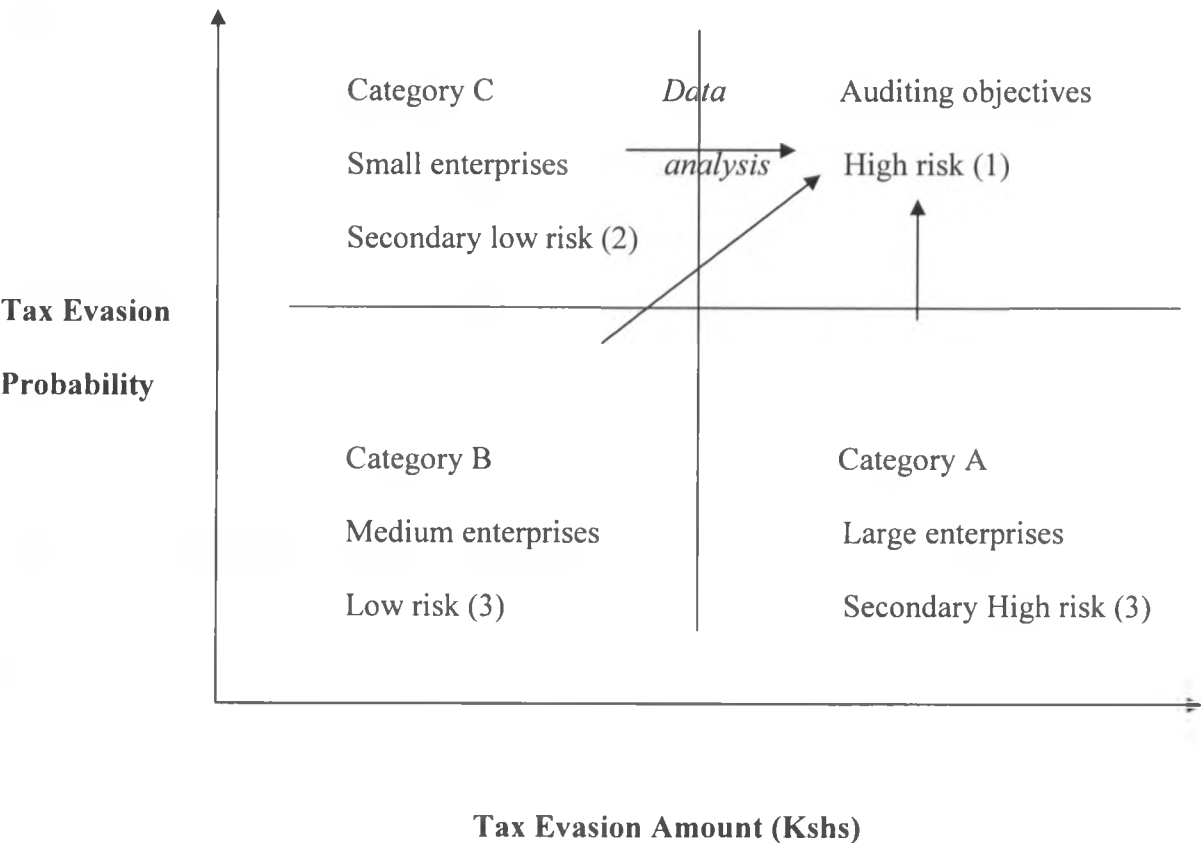 Category C
Small enterprises
Secondary low risk (2)
Data
analysis
Auditing objectives
High risk (1)
Tax Evasion
Probability
Category B
Medium enterprises
Low risk (3)
Category A
Large enterprises
Secondary High risk (3)
Tax Evasion Amount (Kshs)